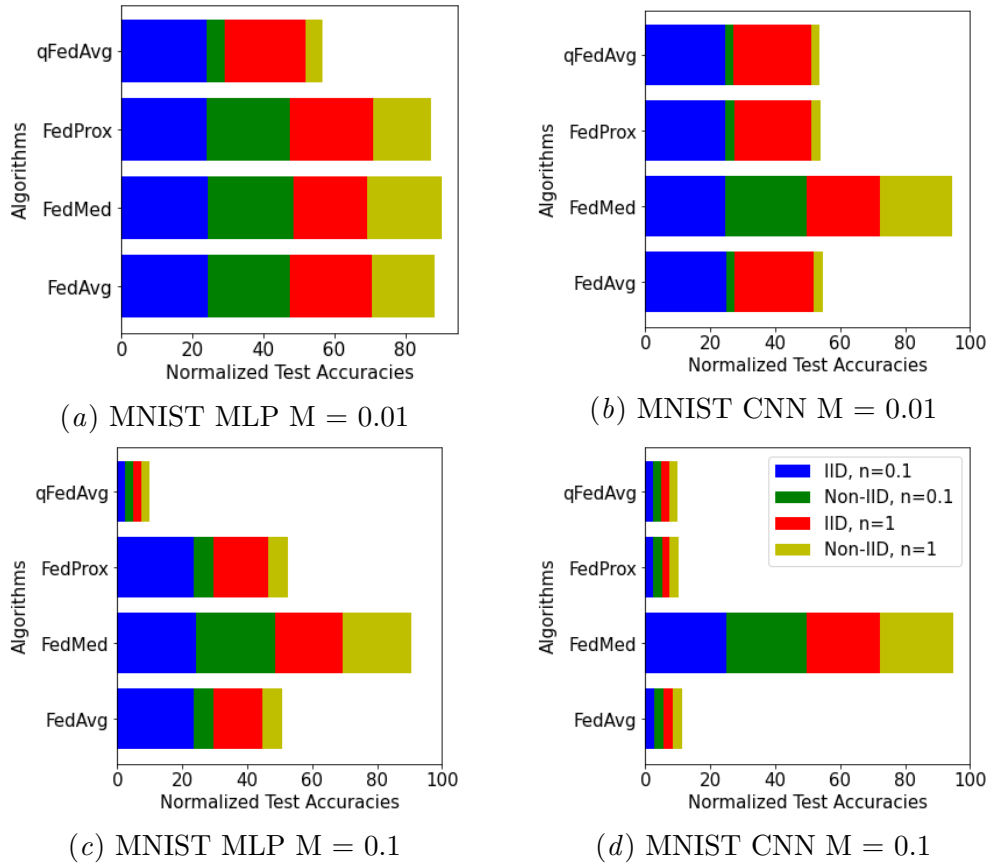 Algorithms
qFedAvg
FedProx
FedMed
FedAvg
0 20 40 60 80
Normalized Test Accuracies
(a) MNIST MLP M = 0.01
Algorithms
qFedAvg
FedProx
FedMed
FedAvg
0 20 40 60 80 100
Normalized Test Accuracies
(b) MNIST CNN M = 0.01
Algorithms
qFedAvg
FedProx
FedMed
FedAvg
0 20 40 60 80 100
Normalized Test Accuracies
(c) MNIST MLP M = 0.1
Algorithms
qFedAvg
FedProx
FedMed
FedAvg
IID, n=0.1
Non-IID, n=0.1
IID, n=1
Non-IID, n=1
0 20 40 60 80 100
Normalized Test Accuracies
(d) MNIST CNN M = 0.1